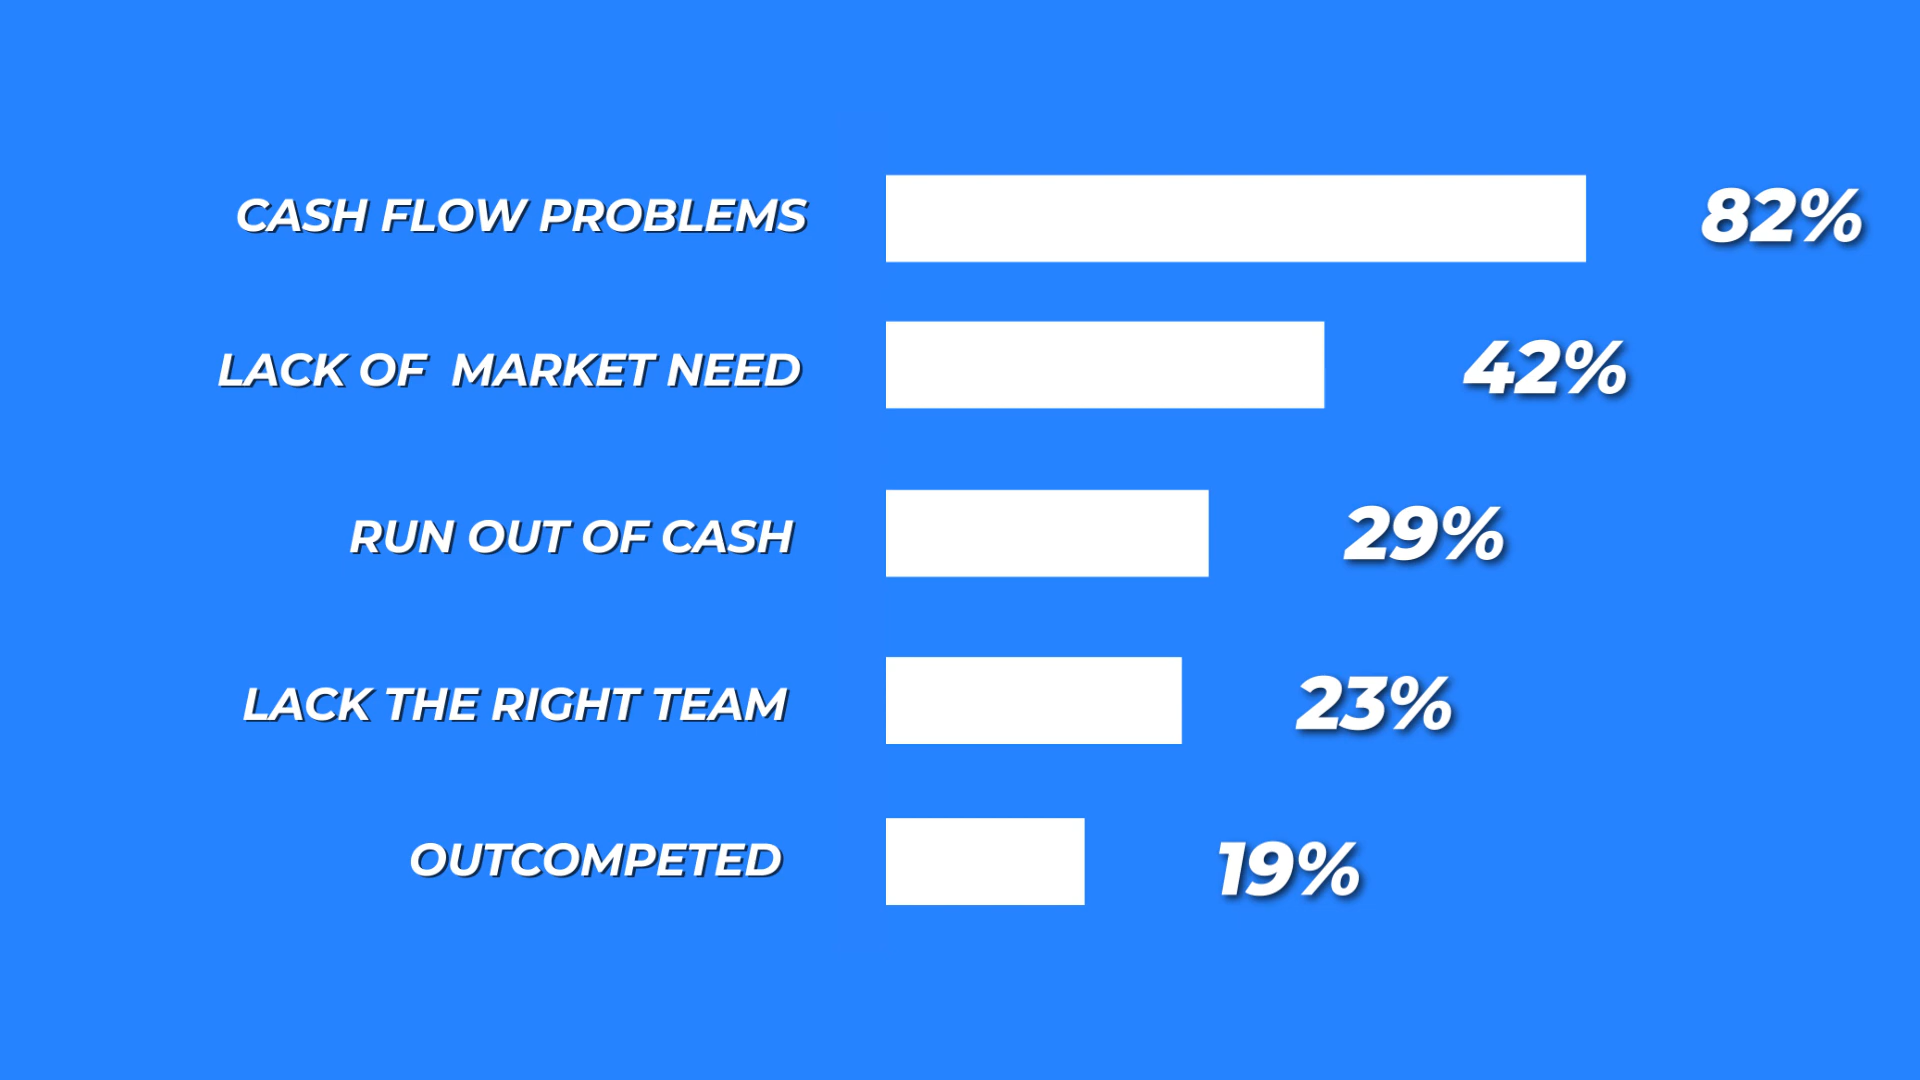 CASH FLOW PROBLEMS 82%
LACK OF  MARKET NEED 42%
RUN OUT OF CASH 29%
LACK THE RIGHT TEAM 23%
OUTCOMPETED 19%